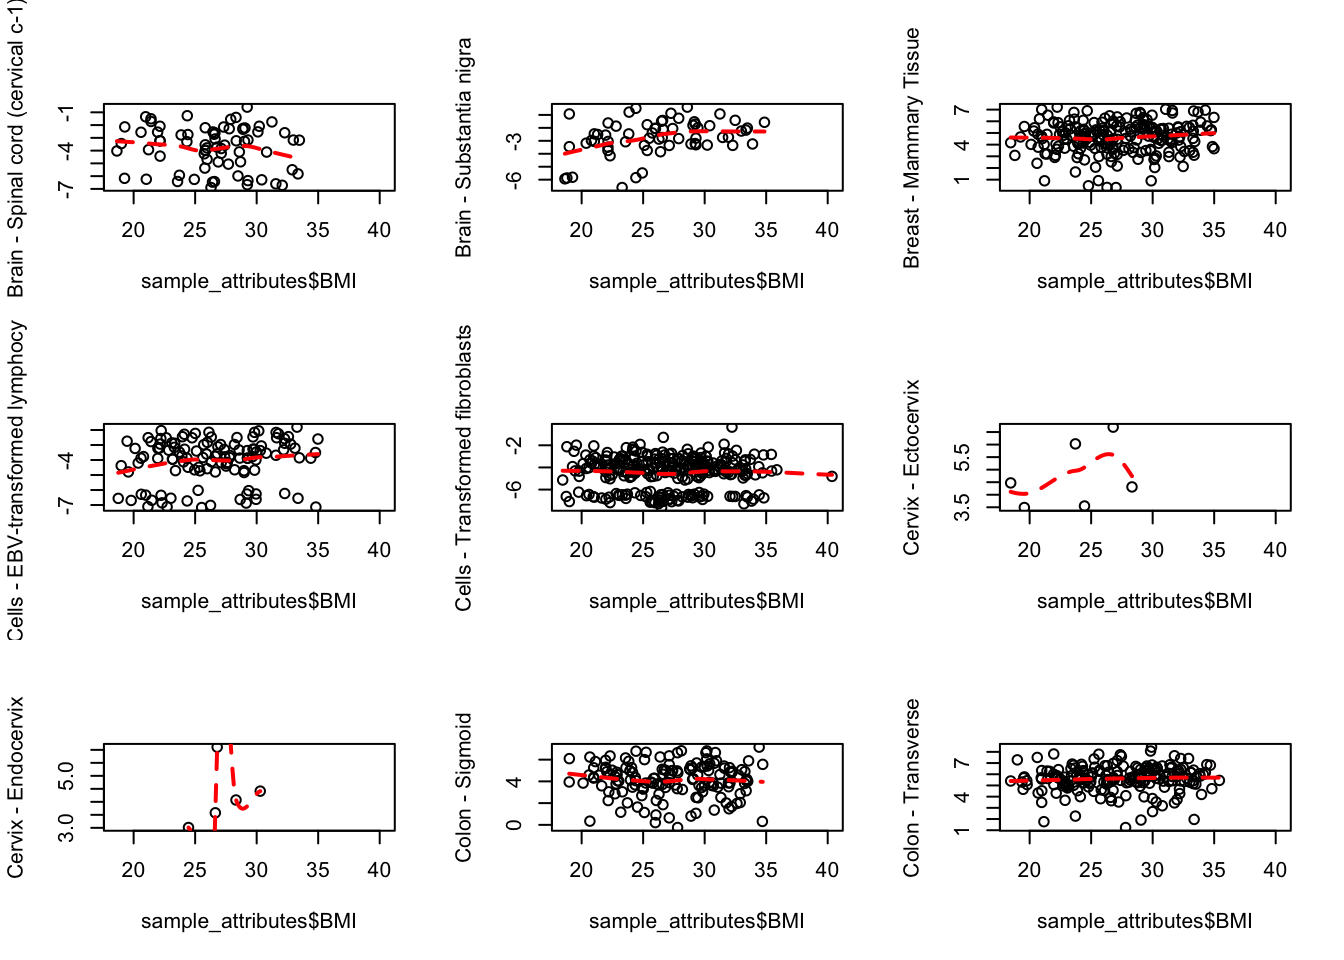 Brain - Spinal cord (cervical c-1)
-7 -4 -1
20 25 30 35 40
sample_attributes$BMI
Brain - Substantia nigra
-6 -3
20 25 30 35 40
sample_attributes$BMI
Breast - Mammary Tissue
1 4 7
20 25 30 35 40
sample_attributes$BMI
Cells - EBV-transformed lymphocy
-7 -4
20 25 30 35 40
sample_attributes$BMI
Cells - Transformed fibroblasts
-6 -2
20 25 30 35 40
sample_attributes$BMI
Cervix - Ectocervix
3.5 5.5
20 25 30 35 40
sample_attributes$BMI
Cervix - Endocervix
3.0 5.0
20 25 30 35 40
sample_attributes$BMI
Colon - Sigmoid
0 4
20 25 30 35 40
sample_attributes$BMI
Colon - Transverse
1 4 7
20 25 30 35 40
sample_attributes$BMI